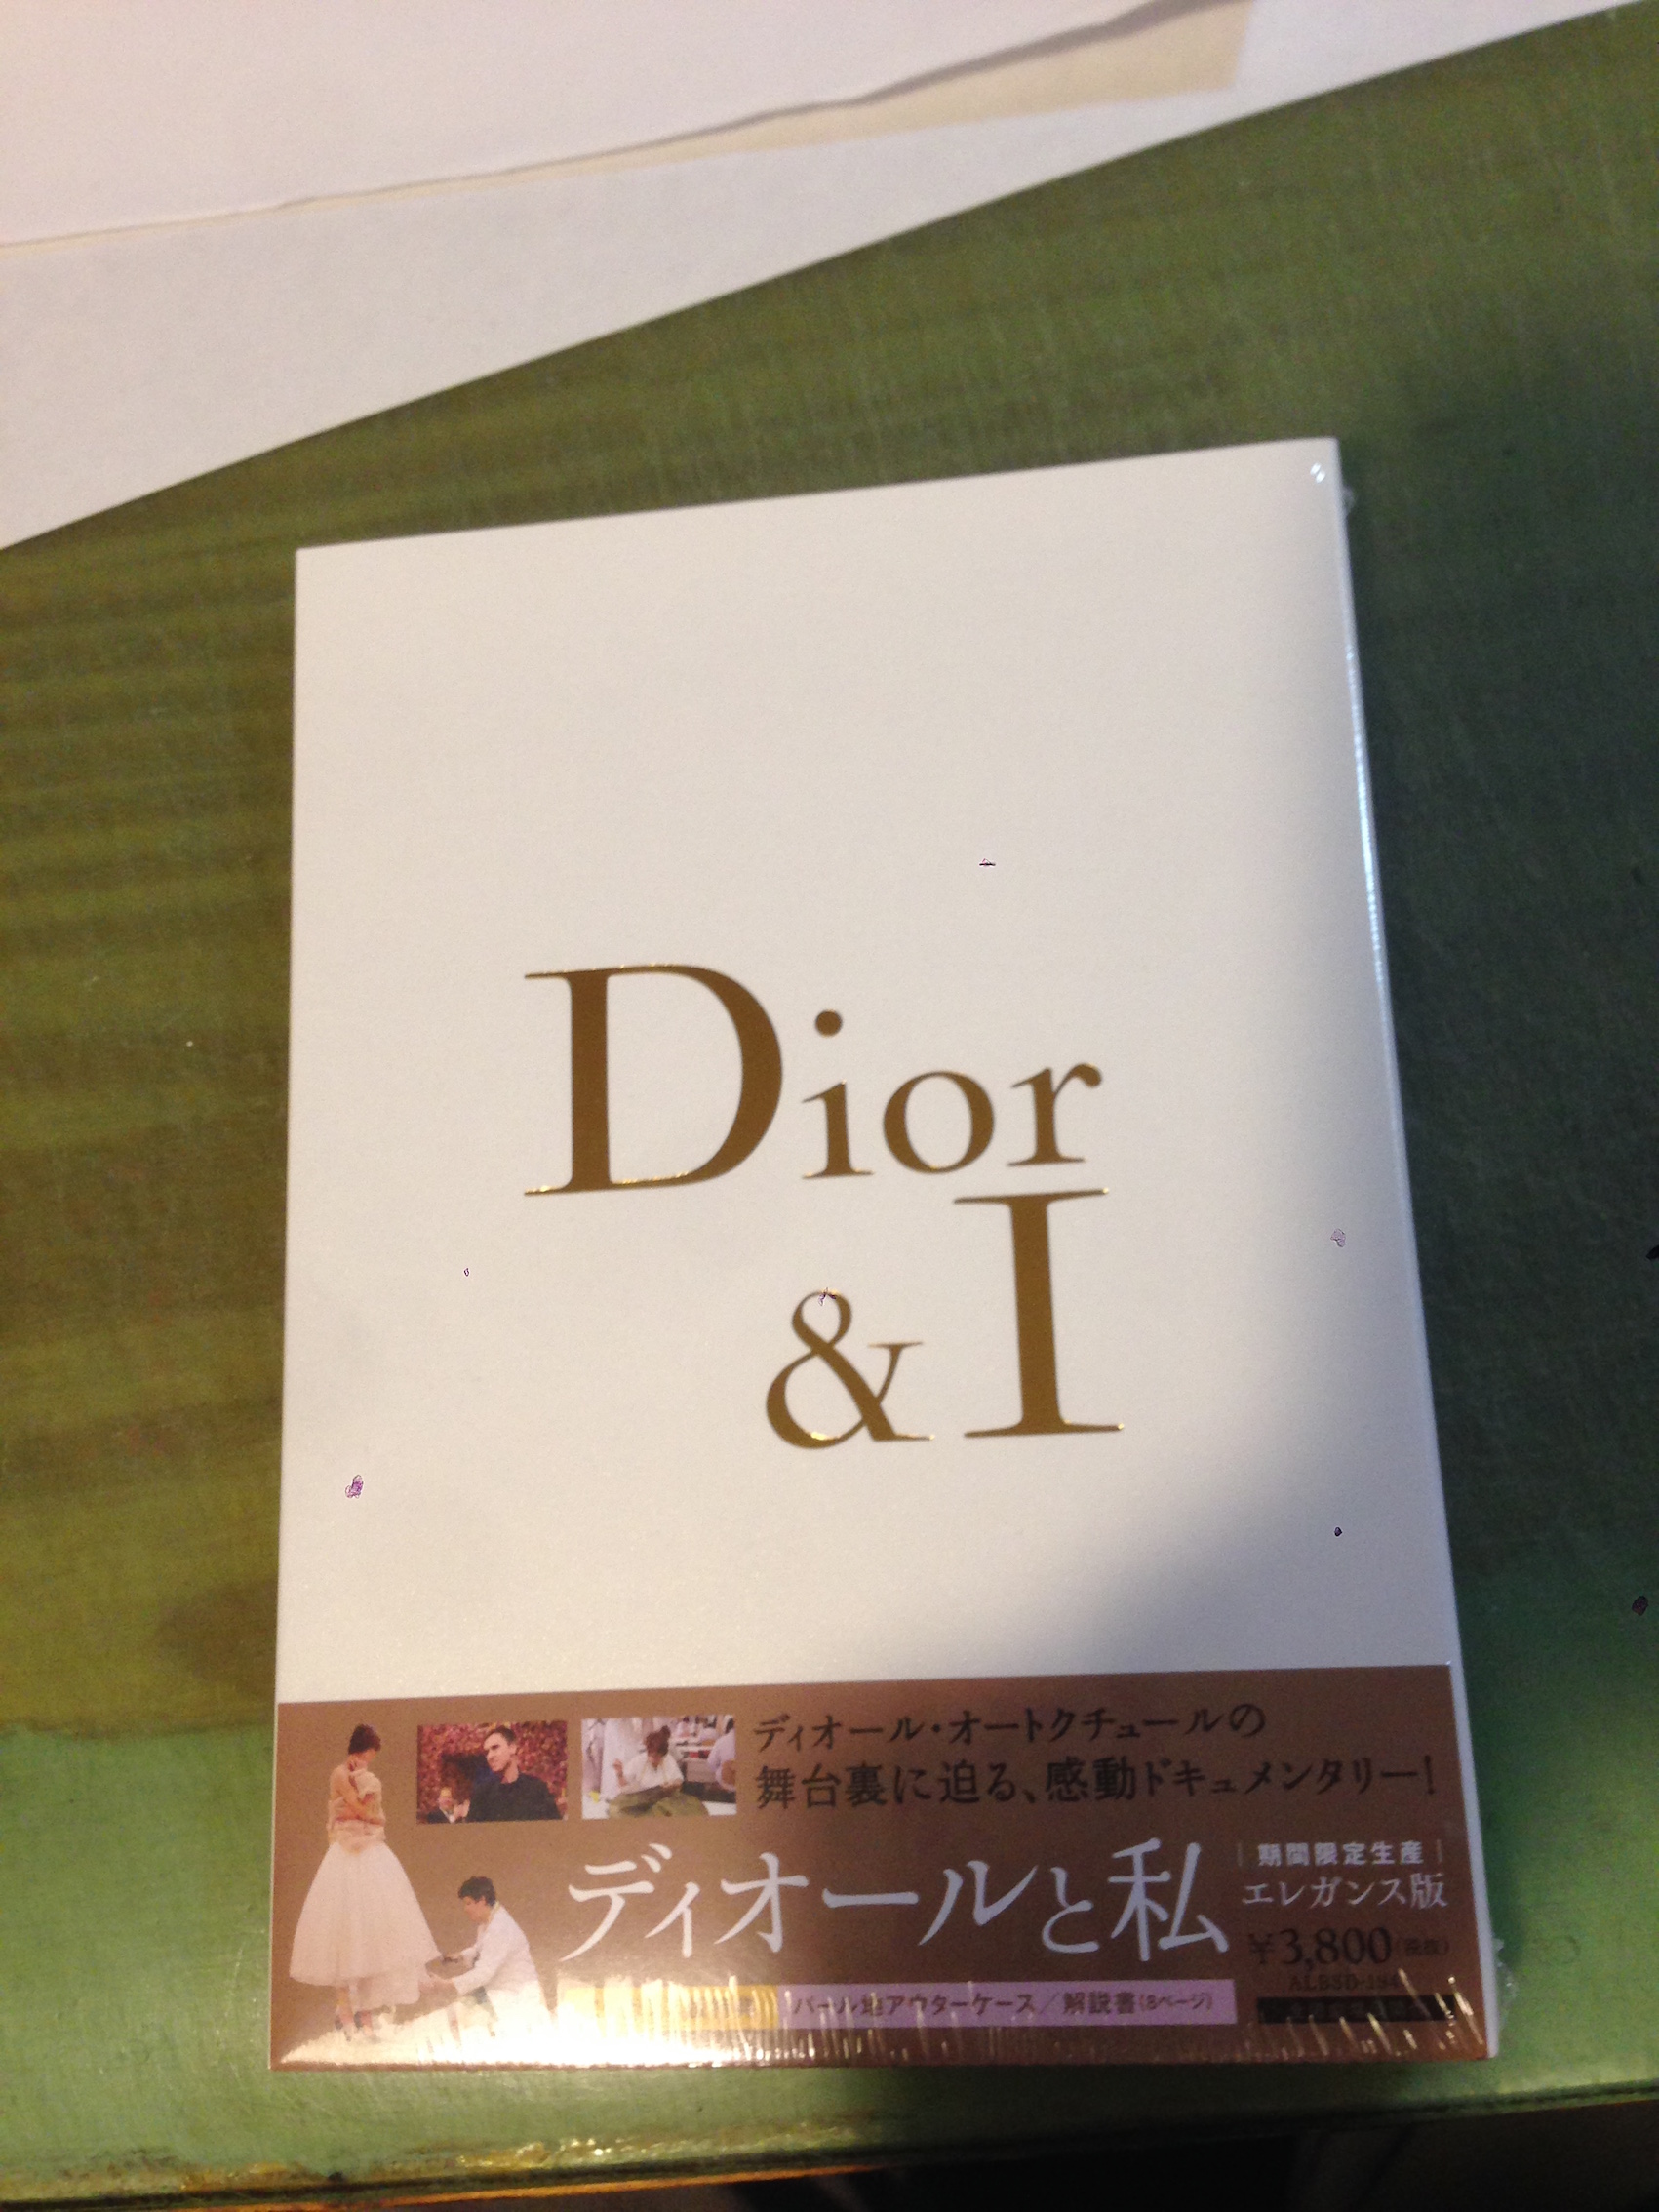 Dior
& I
ディオール・オートクチュールの
舞台裏に迫る、感動ドキュメンタリー!
ディオールと私
期間限定生産
エレガンス版
¥3,800(税抜)
パール地アウターケース/解説書(8ページ)